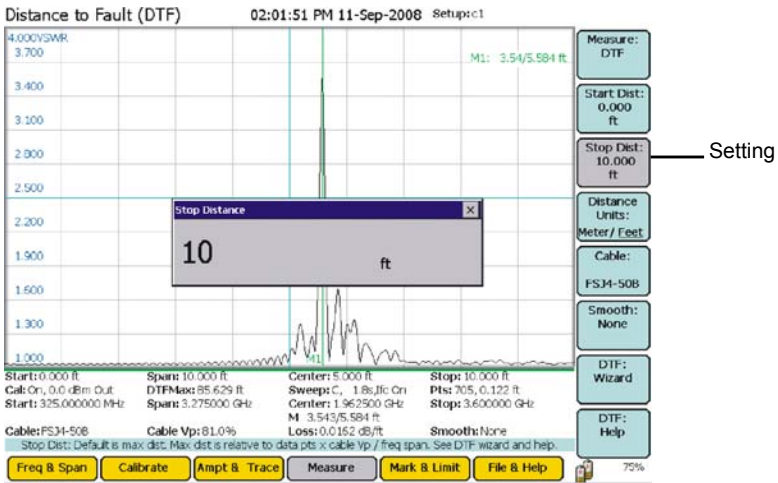 Distance to Fault (DTF) 02:01:51 PM 11-Sep-2008 Setup:c1
4.000VSWR
3.700
M1: 3.54/5.584 ft
3.400
3.100
2.800
2.500
2.200
1.900
1.600
1.300
1.000
M1
Stop Distance
10 ft
Measure:
DTF
Start Dist:
0.000
ft
Stop Dist:
10.000
ft
Setting
Distance
Units:
Meter/ Feet
Cable:
FSJ4-50B
Smooth:
None
DTF:
Wizard
DTF:
Help
Start: 0.000 ft Span: 10.000 ft Center: 5.000 ft Stop: 10.000 ft
Cal: On, 0.0 dBm Out DTFMax: 85.629 ft Sweep: C, 1.8s,Ifc On Pts: 705, 0.122 ft
Start: 325.000000 MHz Span: 3.275000 GHz Center: 1.962500 GHz Stop: 3.600000 GHz
M 3.543/5.584 ft
Cable: FSJ4-50B Cable Vp: 81.0% Loss: 0.0162 dB/ft Smooth: None
Stop Dist: Default is max dist. Max dist is relative to data pts x cable Vp / freq span. See DTF wizard and help.
Freq & Span Calibrate Ampt & Trace Measure Mark & Limit File & Help 75%